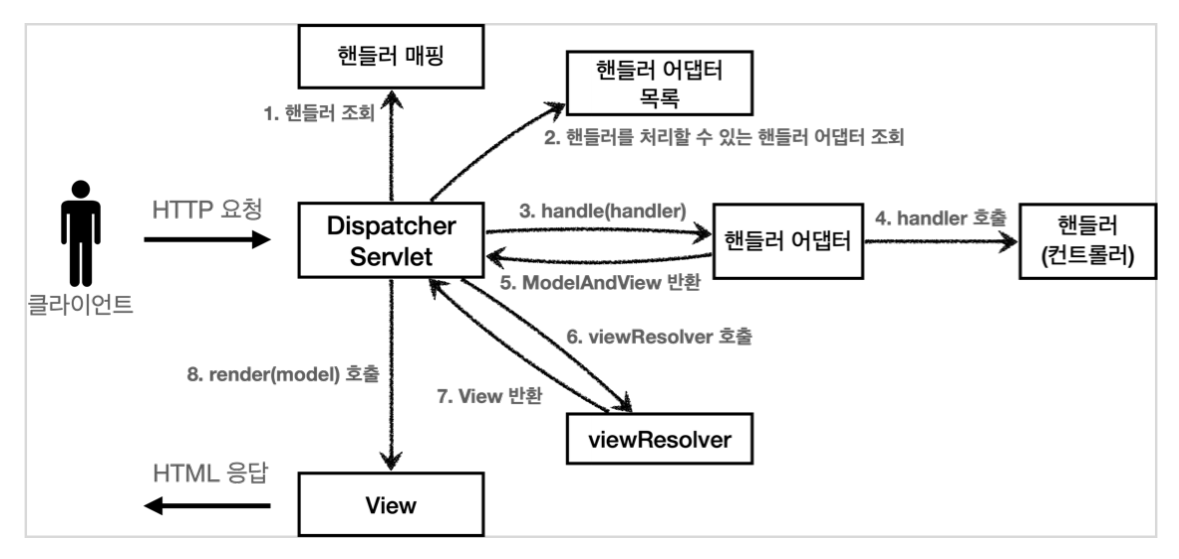 핸들러 매핑
핸들러 어댑터
목록
1. 핸들러 조회
2. 핸들러를 처리할 수 있는 핸들러 어댑터 조회
HTTP 요청
Dispatcher
Servlet
3. handle(handler)
핸들러 어댑터
4. handler 호출
핸들러
(컨트롤러)
5. ModelAndView 반환
클라이언트
6. viewResolver 호출
8. render(model) 호출
7. View 반환
viewResolver
HTML 응답
View